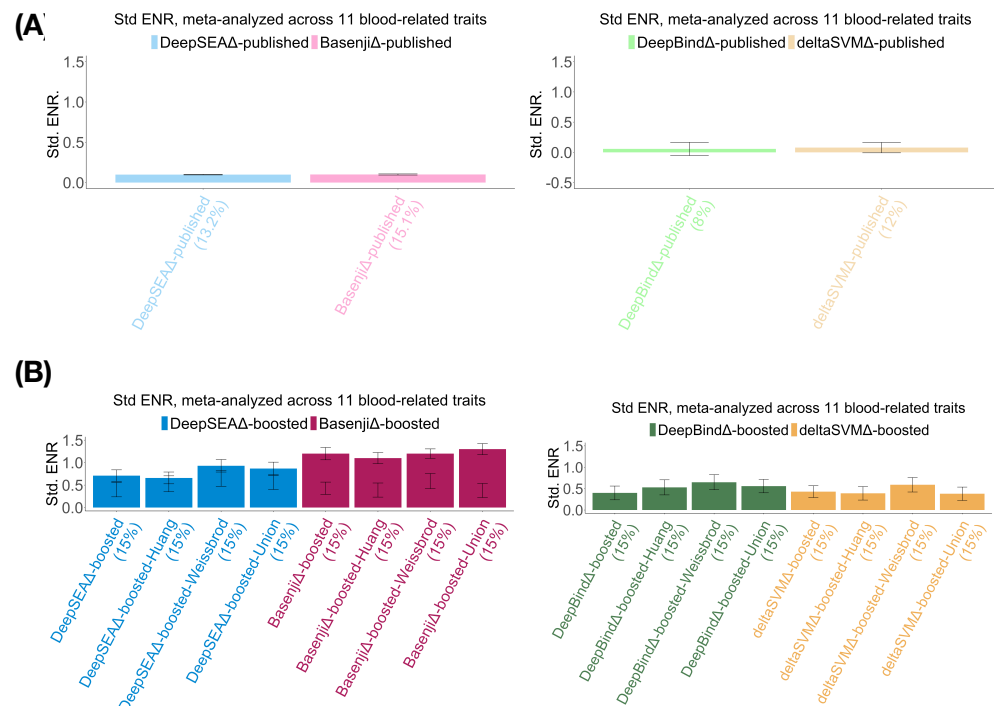 (A)
Std ENR, meta-analyzed across 11 blood-related traits
DeepSEAΔ-published BasenjiΔ-published
Std. ENR.
1.5
1.0
0.5
0.0
DeepSEAΔ-published
(13.2%)
BasenjiΔ-published
(15.1%)
Std ENR, meta-analyzed across 11 blood-related traits
DeepBindΔ-published deltaSVMΔ-published
Std. ENR.
1.5
1.0
0.5
0.0
-0.5
DeepBindΔ-published
(8%)
deltaSVMΔ-published
(12%)
(B)
Std ENR, meta-analyzed across 11 blood-related traits
DeepSEAΔ-boosted BasenjiΔ-boosted
Std. ENR
1.5
1.0
0.5
0.0
DeepSEAΔ-boosted
(15%)
DeepSEAΔ-boosted-Huang
(15%)
DeepSEAΔ-boosted-Weissbrod
(15%)
DeepSEAΔ-boosted-Union
(15%)
BasenjiΔ-boosted
(15%)
BasenjiΔ-boosted-Huang
(15%)
BasenjiΔ-boosted-Weissbrod
(15%)
BasenjiΔ-boosted-Union
(15%)
Std ENR, meta-analyzed across 11 blood-related traits
DeepBindΔ-boosted deltaSVMΔ-boosted
Std. ENR
1.5
1.0
0.5
0.0
DeepBindΔ-boosted
(15%)
DeepBindΔ-boosted-Huang
(15%)
DeepBindΔ-boosted-Weissbrod
(15%)
DeepBindΔ-boosted-Union
(15%)
deltaSVMΔ-boosted
(15%)
deltaSVMΔ-boosted-Huang
(15%)
deltaSVMΔ-boosted-Weissbrod
(15%)
deltaSVMΔ-boosted-Union
(15%)